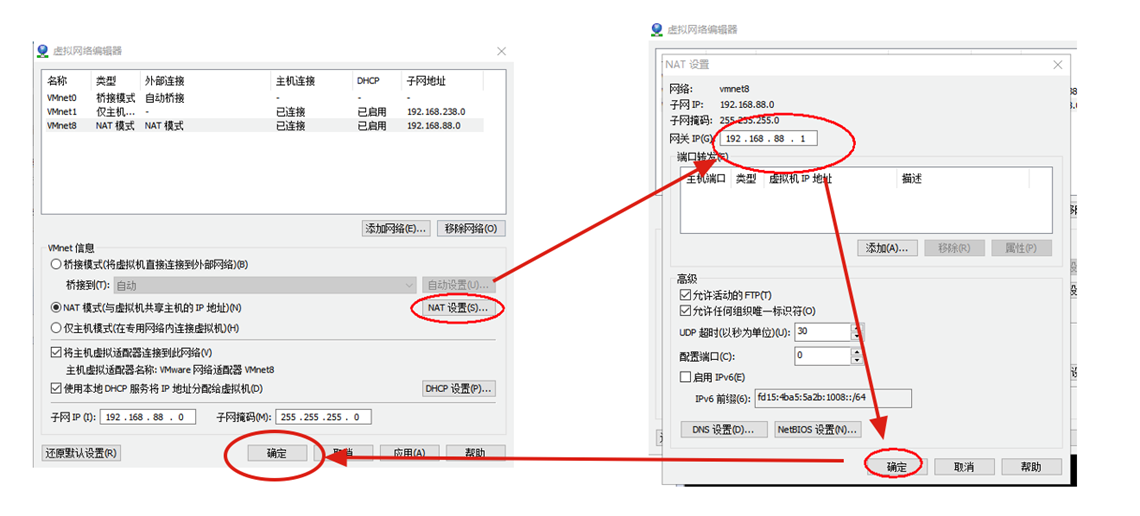 虚拟网络编辑器
名称 类型 外部连接 主机连接 DHCP 子网地址
VMnet0 桥接模式 自动桥接 - - -
VMnet1 仅主机... - 已连接 已启用 192.168.238.0
VMnet8 NAT 模式 NAT 模式 已连接 已启用 192.168.88.0
添加网络(E)... 移除网络(O)
VMnet 信息
桥接模式(将虚拟机直接连接到外部网络)(B)
桥接到(T): 自动 自动设置(U)...
NAT 模式(与虚拟机共享主机的 IP 地址)(N) NAT 设置(S)...
仅主机模式(在专用网络内连接虚拟机)(H)
将主机虚拟适配器连接到此网络(V)
主机虚拟适配器名称: VMware 网络适配器 VMnet8
使用本地 DHCP 服务将 IP 地址分配给虚拟机(D) DHCP 设置(P)...
子网 IP (I): 192 . 168 . 88 . 0 子网掩码(M): 255 . 255 . 255 . 0
还原默认设置(R) 确定 取消 应用(A) 帮助
虚拟网络编辑器
NAT 设置
网络: vmnet8
子网 IP: 192.168.88.0
子网掩码: 255.255.255.0
网关 IP(G): 192 . 168 . 88 . 1
端口转发(F)
主机端口 类型 虚拟机 IP 地址 描述
添加(A)... 移除(R) 属性(P)
高级
允许活动的 FTP(T)
允许任何组织唯一标识符(O)
UDP 超时(以秒为单位)(U): 30
配置端口(C): 0
启用 IPv6(E)
IPv6 前缀(6): fd15:4ba5:5a2b:1008::/64
DNS 设置(D)... NetBIOS 设置(N)...
确定 取消 帮助